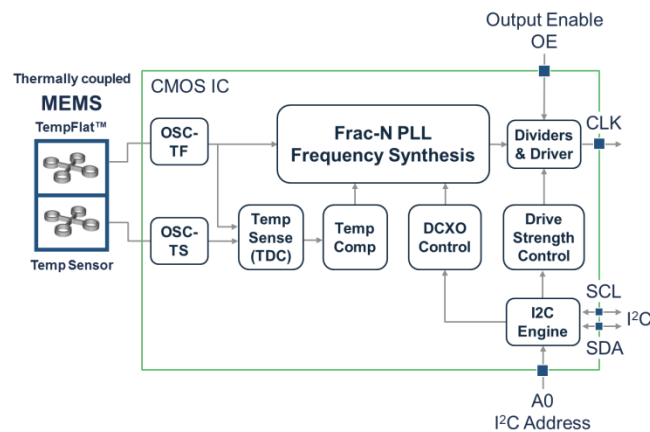 Output Enable
OE
Thermally coupled
MEMS
TempFlat™
CMOS IC
OSC-
TF
Frac-N PLL
Frequency Synthesis
Dividers
& Driver
CLK
OSC-
TS
Temp
Sense
(TDC)
Temp
Comp
DCXO
Control
Drive
Strength
Control
Temp Sensor
I2C
Engine
SCL
I²C
SDA
A0
I²C Address